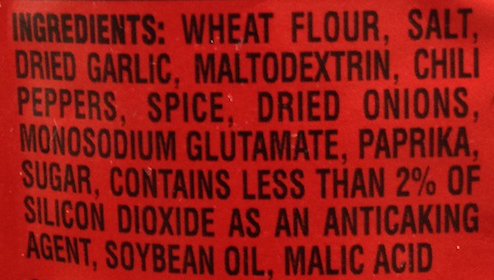 INGREDIENTS: WHEAT FLOUR, SALT,
DRIED GARLIC, MALTODEXTRIN, CHILI
PEPPERS, SPICE, DRIED ONIONS,
MONOSODIUM GLUTAMATE, PAPRIKA,
SUGAR, CONTAINS LESS THAN 2% OF
SILICON DIOXIDE AS AN ANTICAKING
AGENT, SOYBEAN OIL, MALIC ACID